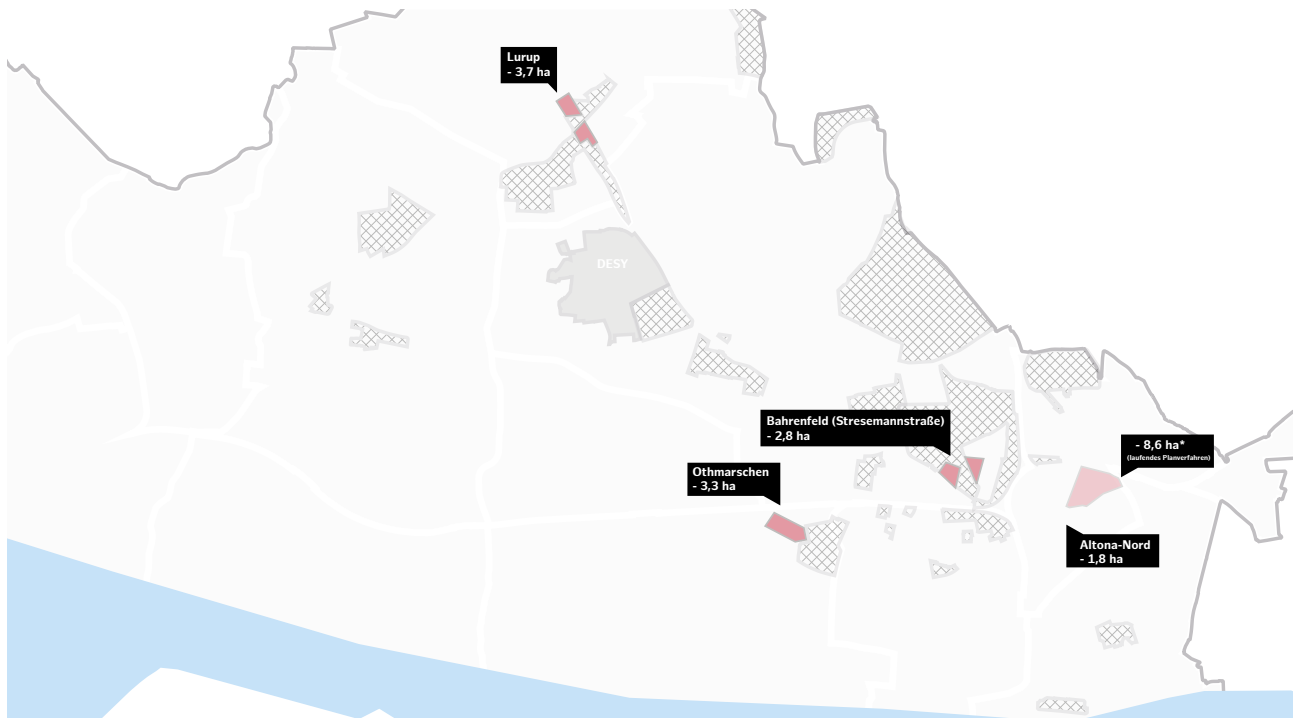 Lurup
- 3,7 ha
DESY
Bahrenfeld (Stresemannstraße)
- 2,8 ha
- 8,6 ha*
(laufendes Planverfahren)
Othmarschen
- 3,3 ha
Altona-Nord
- 1,8 ha